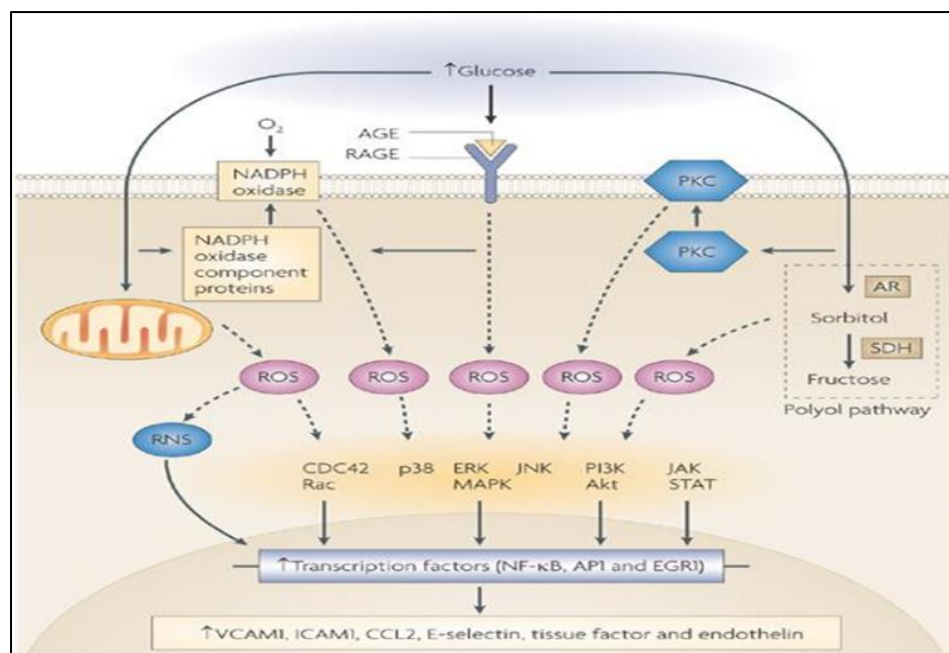 ↑Glucose
O₂
AGE
RAGE
NADPH
oxidase
PKC
NADPH
oxidase
component
proteins
PKC
AR
Sorbitol
SDH
Fructose
Polyol pathway
ROS
ROS
ROS
ROS
ROS
RNS
CDC42
Rac
p38
ERK
MAPK
JNK
PI3K
Akt
JAK
STAT
↑Transcription factors (NF-κB, AP1 and EGR1)
↑VCAM1, ICAM1, CCL2, E-selectin, tissue factor and endothelin